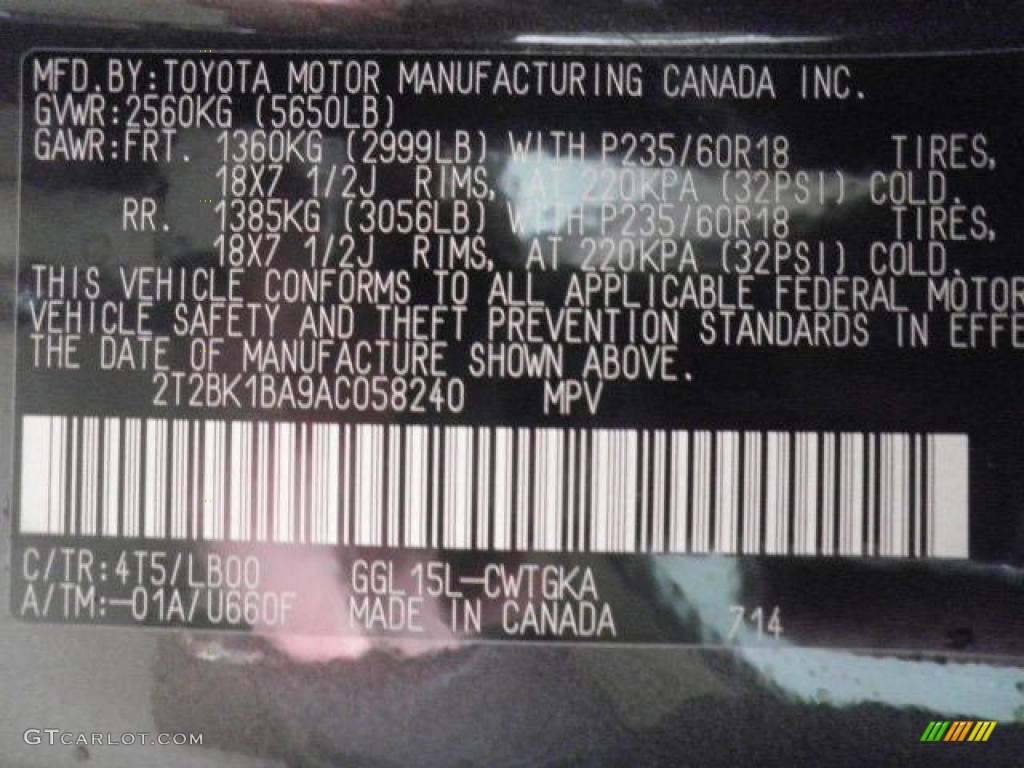 MFD.BY:TOYOTA MOTOR MANUFACTURING CANADA INC.
GVWR:2560KG (5650LB)
GAWR:FRT. 1360KG (2999LB) WITH P235/60R18 TIRES,
18X7 1/2J RIMS, AT 220KPA (32PSI) COLD.
RR. 1385KG (3056LB) WITH P235/60R18 TIRES,
18X7 1/2J RIMS, AT 220KPA (32PSI) COLD.
THIS VEHICLE CONFORMS TO ALL APPLICABLE FEDERAL MOTOR
VEHICLE SAFETY AND THEFT PREVENTION STANDARDS IN EFFE
THE DATE OF MANUFACTURE SHOWN ABOVE.
2T2BK1BA9AC058240 MPV
C/TR:4T5/LB00 GGL15L-CWTGKA
A/TM:-01A/U660F MADE IN CANADA 714
GTCARLOT.COM